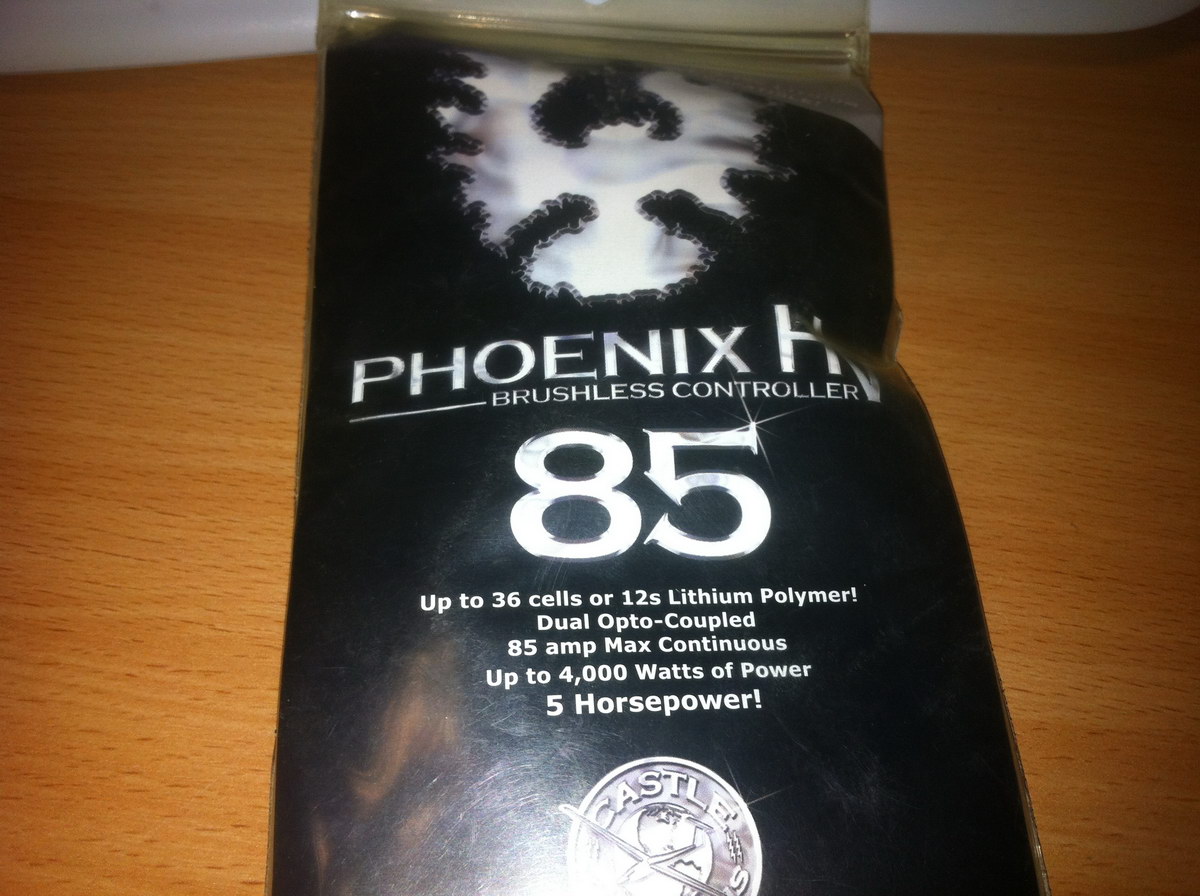 PHOENIX HV
BRUSHLESS CONTROLLER
85
Up to 36 cells or 12s Lithium Polymer!
Dual Opto-Coupled
85 amp Max Continuous
Up to 4,000 Watts of Power
5 Horsepower!
CASTLE